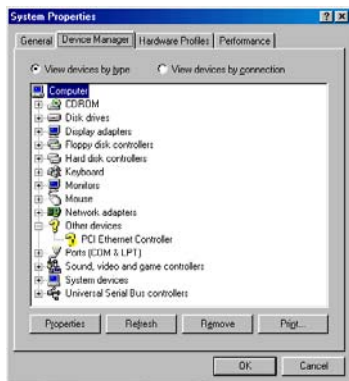 System Properties
General Device Manager Hardware Profiles Performance
View devices by type View devices by connection
Computer
CDROM
Disk drives
Display adapters
Floppy disk controllers
Hard disk controllers
Keyboard
Monitors
Mouse
Network adapters
Other devices
PCI Ethernet Controller
Ports (COM & LPT)
Sound, video and game controllers
System devices
Universal Serial Bus controllers
Properties Refresh Remove Print...
OK Cancel